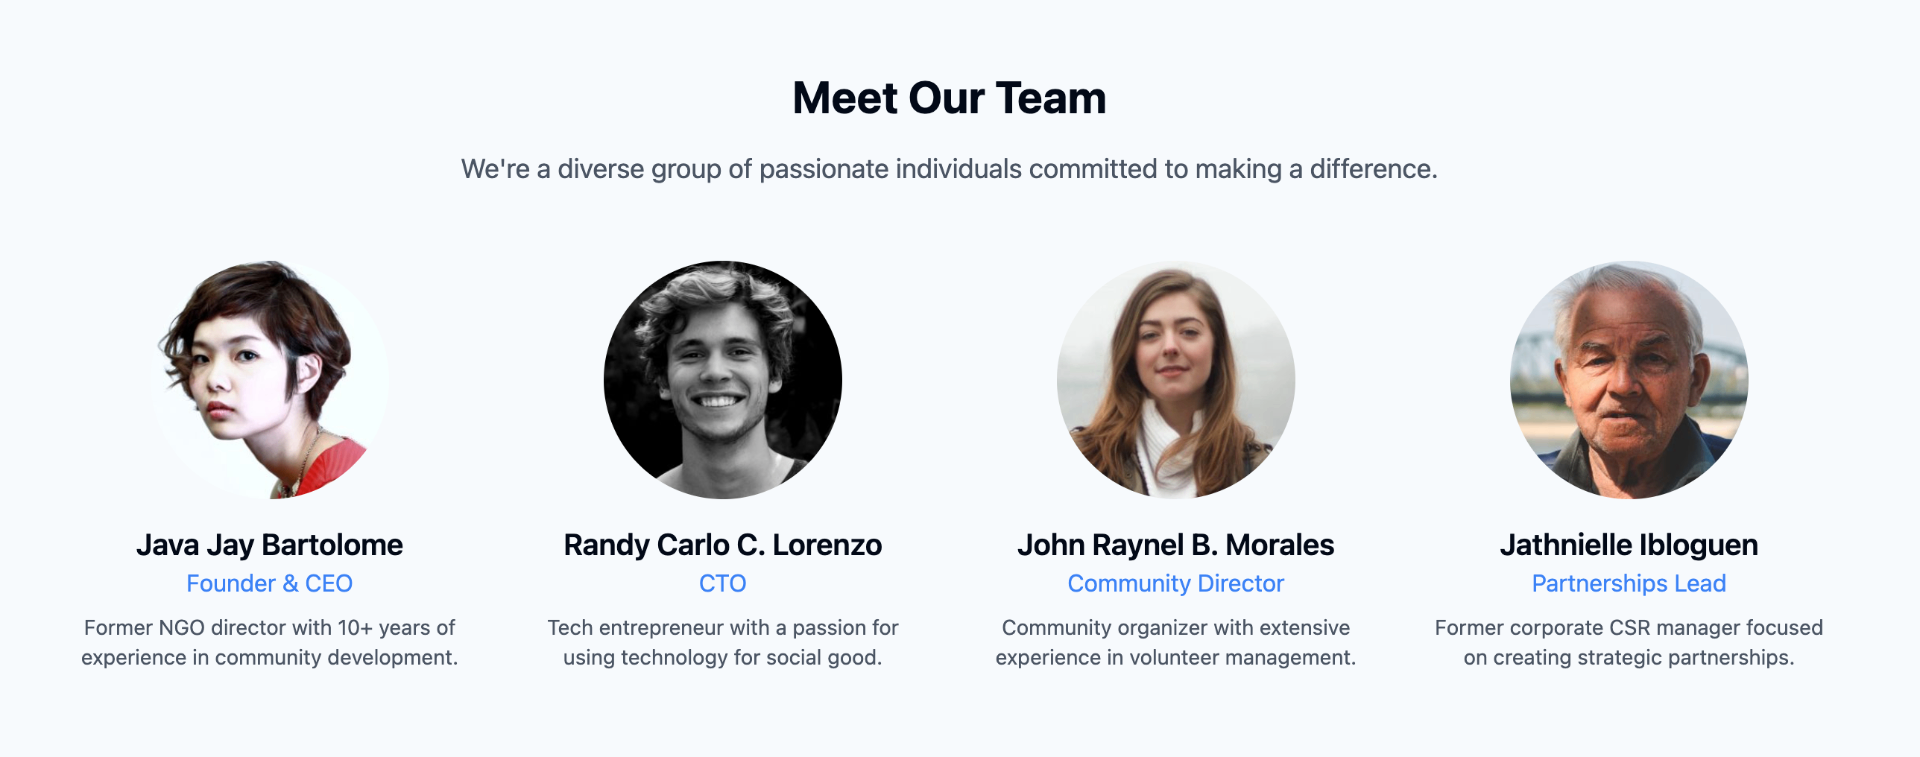 Meet Our Team
We're a diverse group of passionate individuals committed to making a difference.
Java Jay Bartolome
Founder & CEO
Former NGO director with 10+ years of
experience in community development.
Randy Carlo C. Lorenzo
CTO
Tech entrepreneur with a passion for
using technology for social good.
John Raynel B. Morales
Community Director
Community organizer with extensive
experience in volunteer management.
Jathnielle Ibloguen
Partnerships Lead
Former corporate CSR manager focused
on creating strategic partnerships.